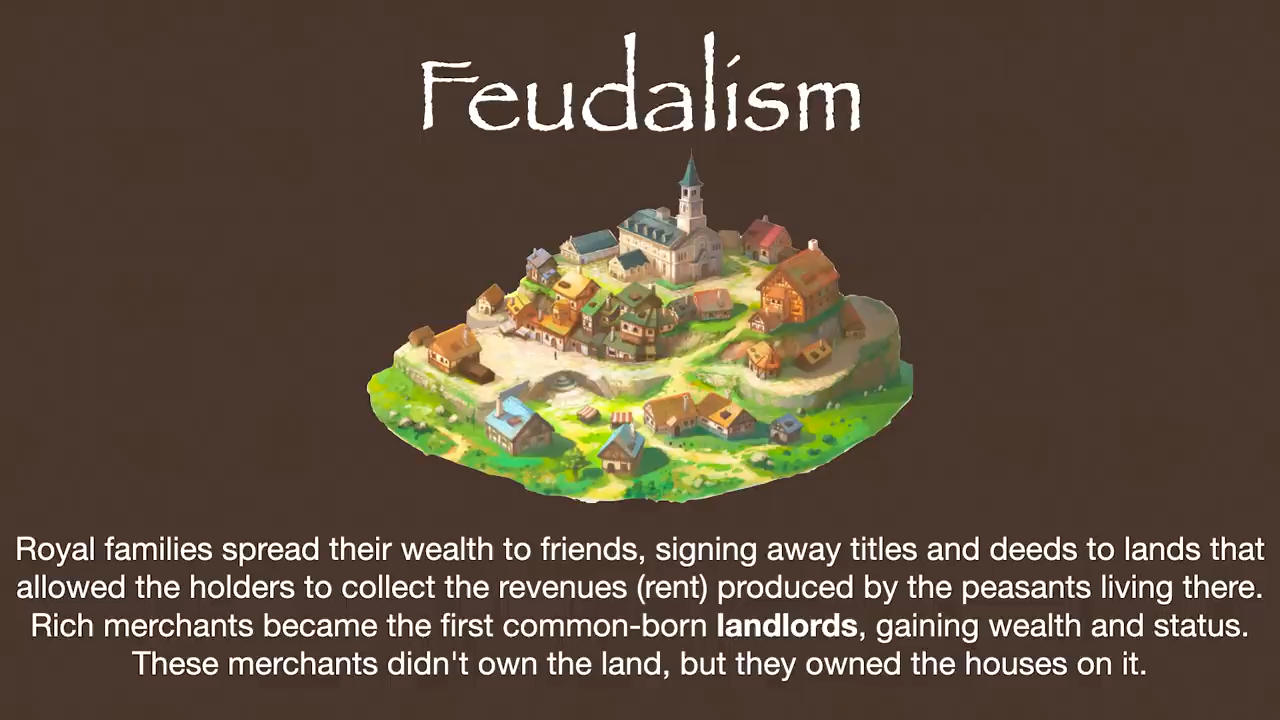 Feudalism
Royal families spread their wealth to friends, signing away titles and deeds to lands that
allowed the holders to collect the revenues (rent) produced by the peasants living there.
Rich merchants became the first common-born landlords, gaining wealth and status.
These merchants didn't own the land, but they owned the houses on it.